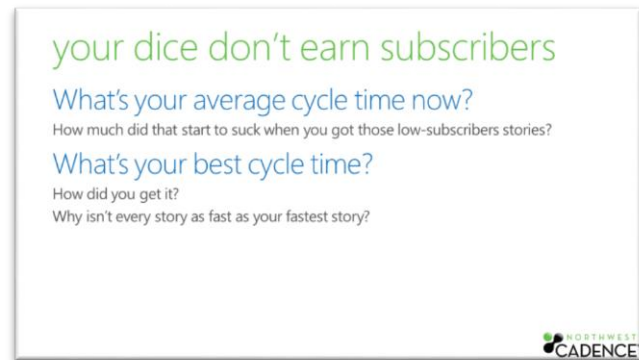 your dice don't earn subscribers
What's your average cycle time now?
How much did that start to suck when you got those low-subscribers stories?
What's your best cycle time?
How did you get it?
Why isn't every story as fast as your fastest story?
NORTHWEST
CADENCE